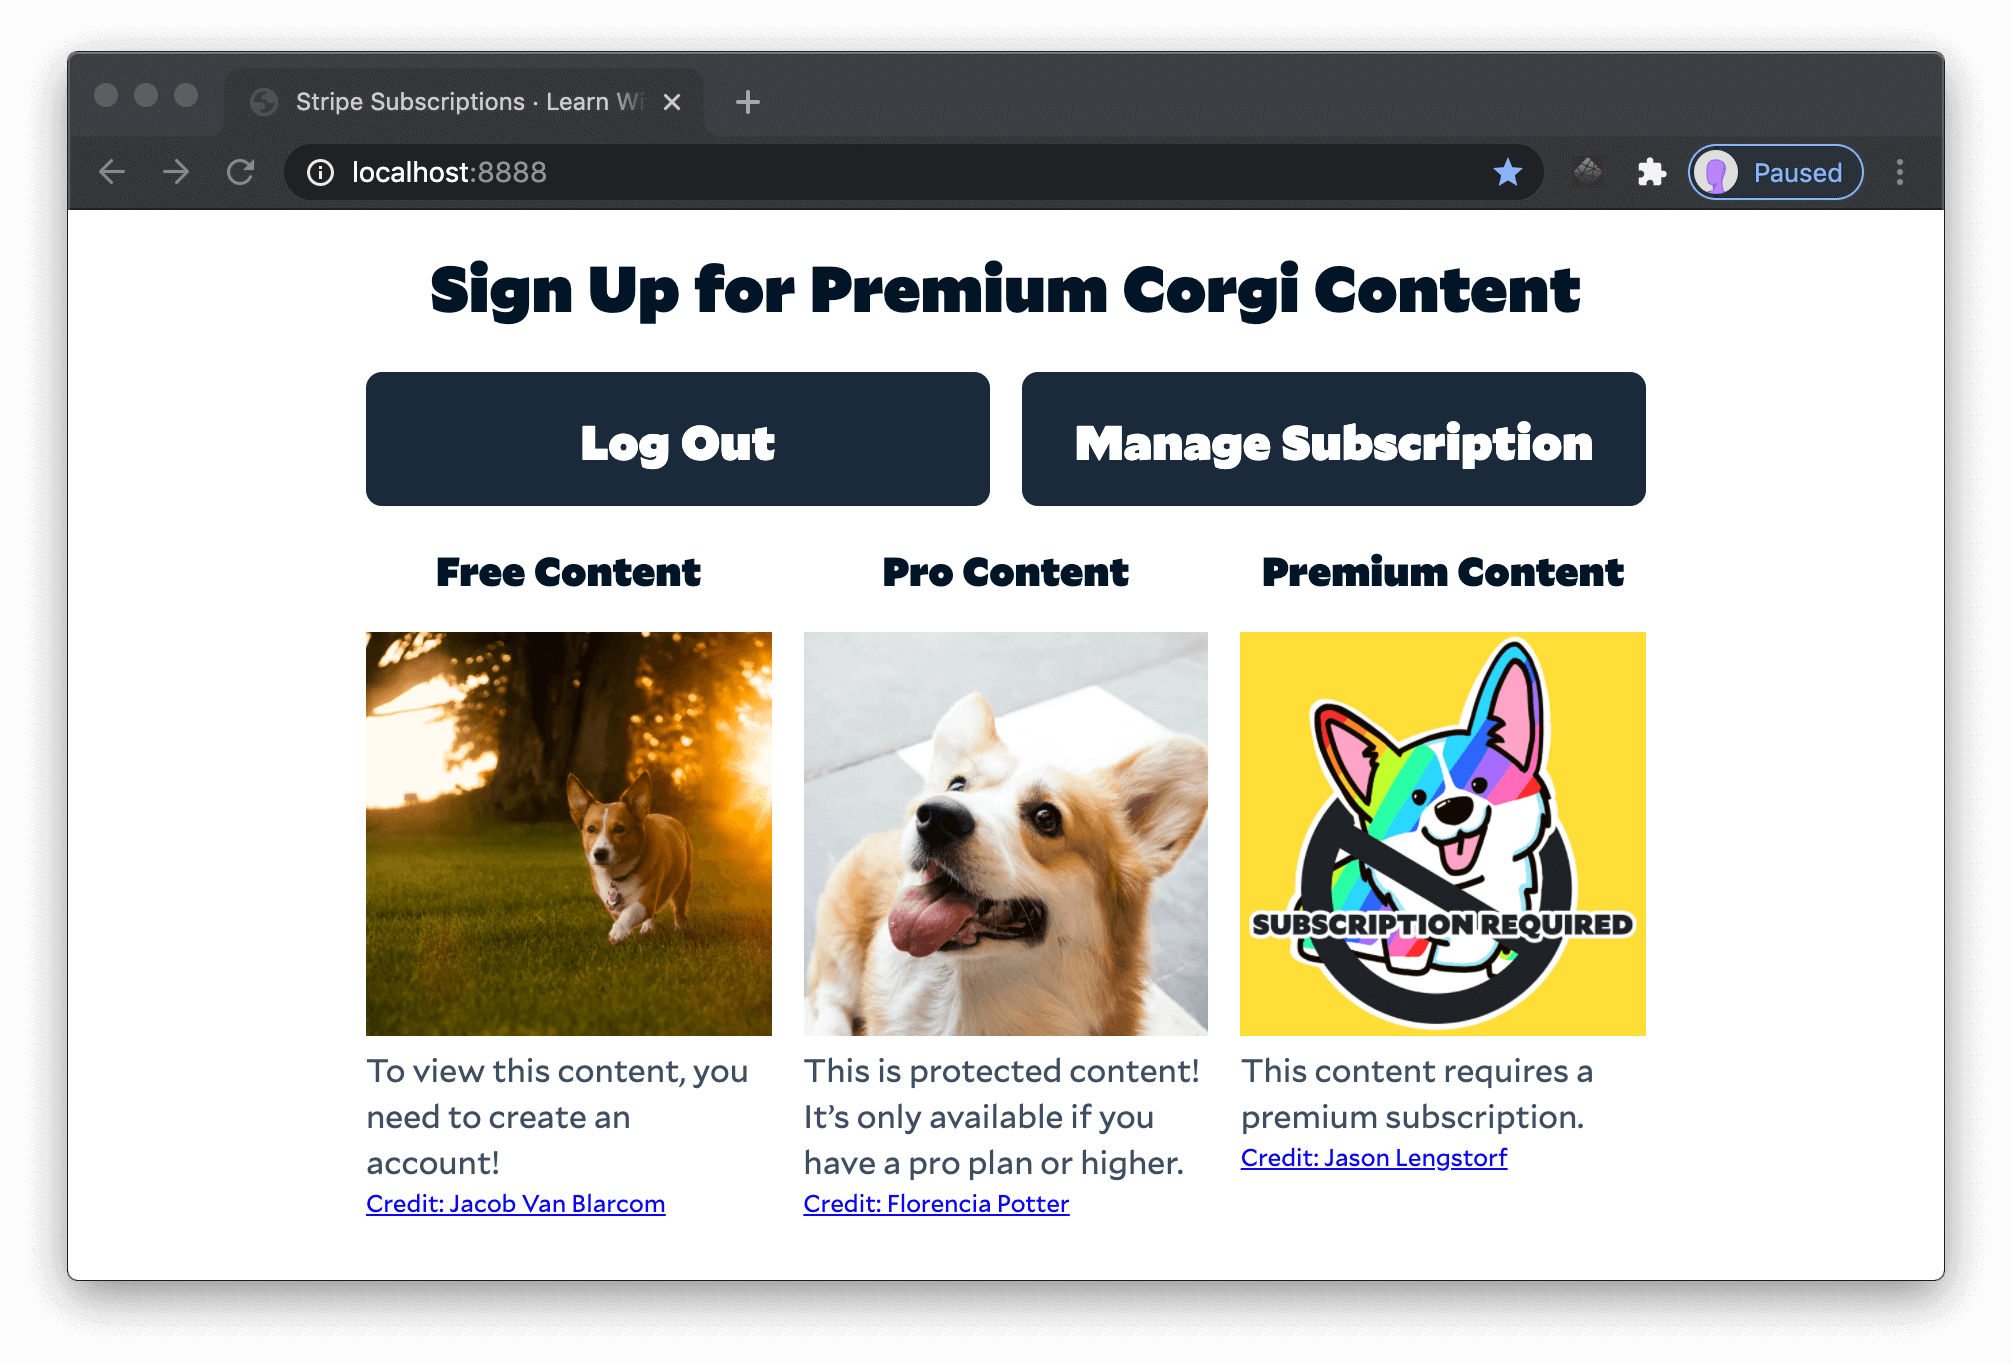 Stripe Subscriptions · Learn Wi
localhost:8888
Paused
Sign Up for Premium Corgi Content
Log Out
Manage Subscription
Free Content
Pro Content
Premium Content
SUBSCRIPTION REQUIRED
To view this content, you
need to create an
account!
Credit: Jacob Van Blarcom
This is protected content!
It’s only available if you
have a pro plan or higher.
Credit: Florencia Potter
This content requires a
premium subscription.
Credit: Jason Lengstorf